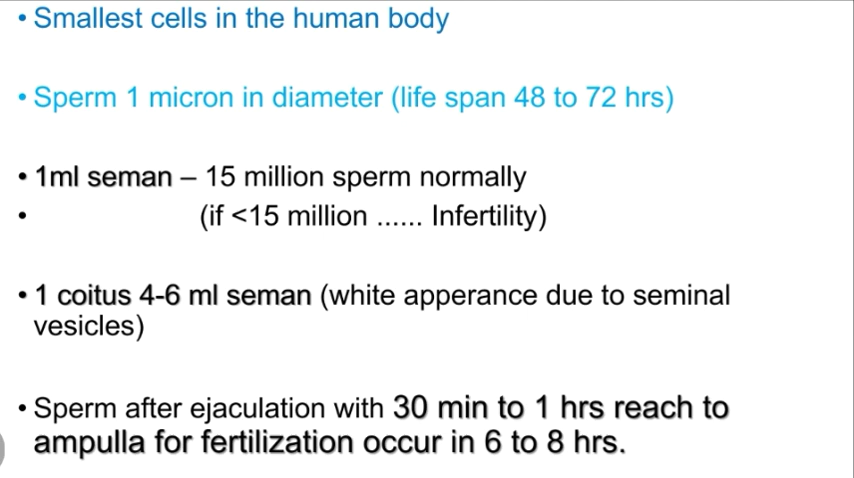 • Smallest cells in the human body
• Sperm 1 micron in diameter (life span 48 to 72 hrs)
• 1ml seman – 15 million sperm normally
• (if <15 million ...... Infertility)
• 1 coitus 4-6 ml seman (white apperance due to seminal
vesicles)
• Sperm after ejaculation with 30 min to 1 hrs reach to
ampulla for fertilization occur in 6 to 8 hrs.